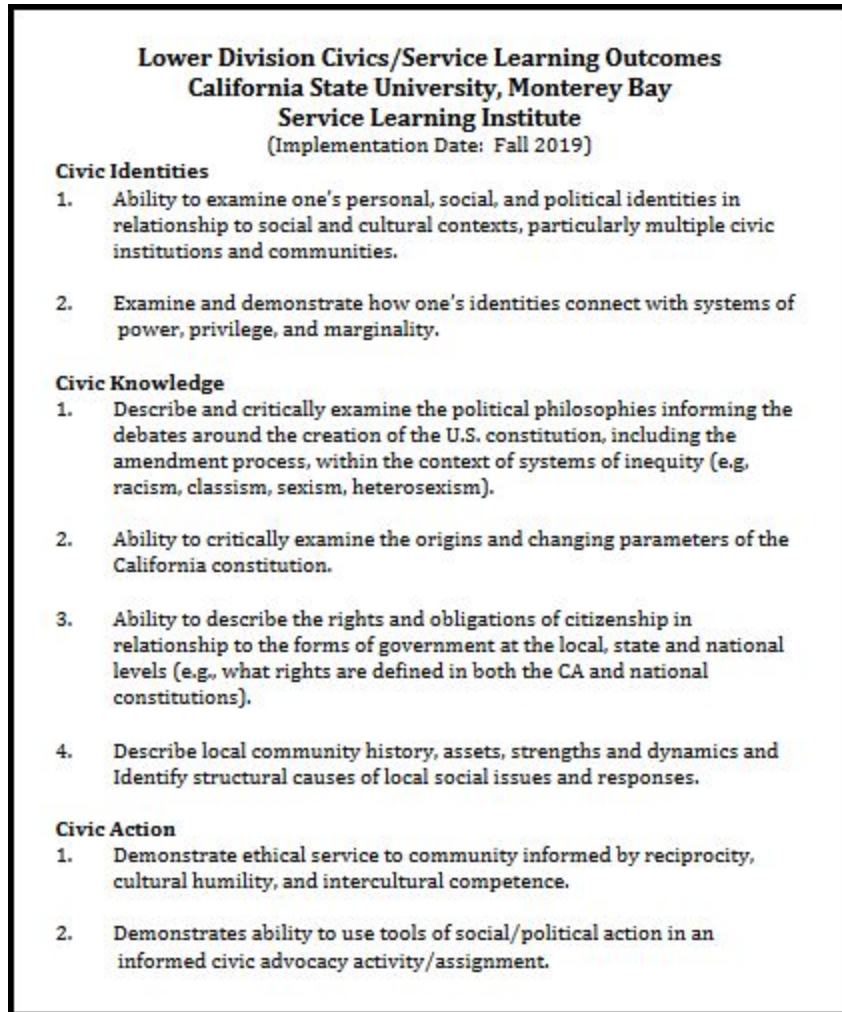 Lower Division Civics/Service Learning Outcomes
California State University, Monterey Bay
Service Learning Institute
(Implementation Date: Fall 2019)
Civic Identities
1. Ability to examine one's personal, social, and political identities in
relationship to social and cultural contexts, particularly multiple civic
institutions and communities.
2. Examine and demonstrate how one's identities connect with systems of
power, privilege, and marginality.
Civic Knowledge
1. Describe and critically examine the political philosophies informing the
debates around the creation of the U.S. constitution, including the
amendment process, within the context of systems of inequity (e.g,
racism, classism, sexism, heterosexism).
2. Ability to critically examine the origins and changing parameters of the
California constitution.
3. Ability to describe the rights and obligations of citizenship in
relationship to the forms of government at the local, state and national
levels (e.g., what rights are defined in both the CA and national
constitutions).
4. Describe local community history, assets, strengths and dynamics and
Identify structural causes of local social issues and responses.
Civic Action
1. Demonstrate ethical service to community informed by reciprocity,
cultural humility, and intercultural competence.
2. Demonstrates ability to use tools of social/political action in an
informed civic advocacy activity/assignment.